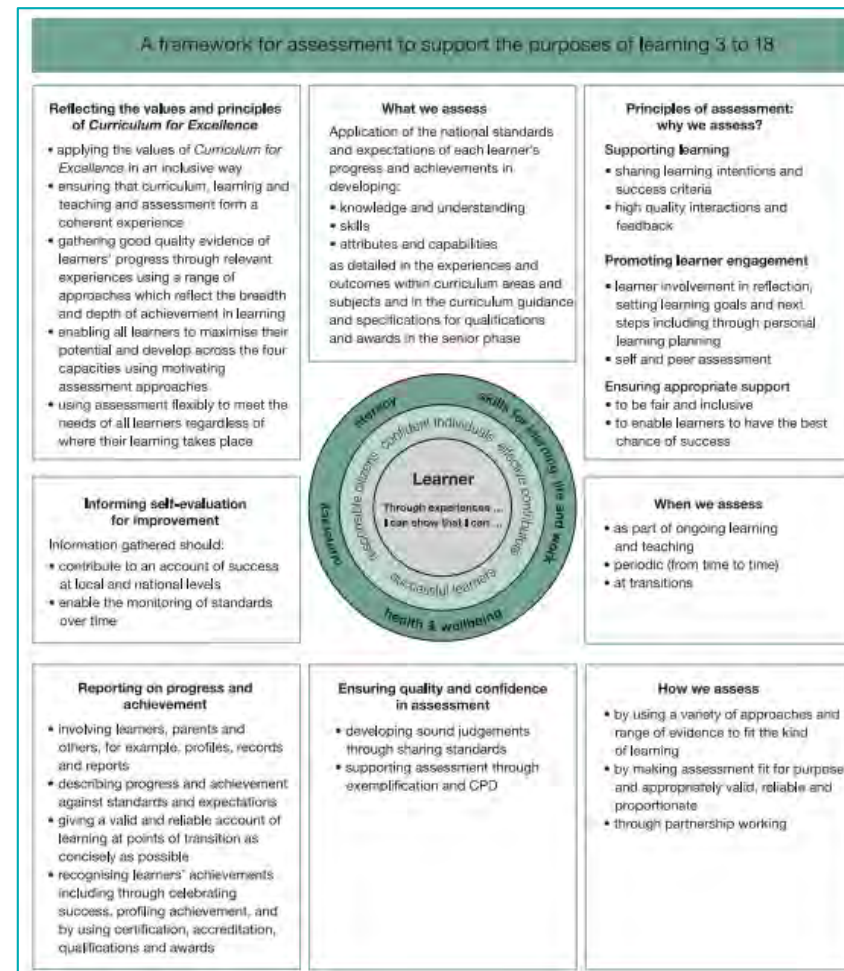 A framework for assessment to support the purposes of learning 3 to 18
Reflecting the values and principles
of Curriculum for Excellence
• applying the values of Curriculum for
Excellence in an inclusive way
• ensuring that curriculum, learning and
teaching and assessment form a
coherent experience
• gathering good quality evidence of
learners' progress through relevant
experiences using a range of
approaches which reflect the breadth
and depth of achievement in learning
• enabling all learners to maximise their
potential and develop across the four
capacities using motivating
assessment approaches
• using assessment flexibly to meet the
needs of all learners regardless of
where their learning takes place
What we assess
Application of the national standards
and expectations of each learner's
progress and achievements in
developing:
• knowledge and understanding
• skills
• attributes and capabilities
as detailed in the experiences and
outcomes within curriculum areas and
subjects and in the curriculum guidance
and specifications for qualifications
and awards in the senior phase
Principles of assessment:
why we assess?
Supporting learning
• sharing learning intentions and
success criteria
• high quality interactions and
feedback
Promoting learner engagement
• learner involvement in reflection,
setting learning goals and next
steps including through personal
learning planning
• self and peer assessment
Ensuring appropriate support
• to be fair and inclusive
• to enable learners to have the best
chance of success
Informing self-evaluation
for improvement
Information gathered should:
• contribute to an account of success
at local and national levels
• enable the monitoring of standards
over time
literacy
skills for learning, life and work
health & wellbeing
numeracy
confident individuals
effective contributors
successful learners
responsible citizens
Learner
Through experiences ...
I can show that I can ...
When we assess
• as part of ongoing learning
and teaching
• periodic (from time to time)
• at transitions
Reporting on progress and
achievement
• involving learners, parents and
others, for example, profiles, records
and reports
• describing progress and achievement
against standards and expectations
• giving a valid and reliable account of
learning at points of transition as
concisely as possible
• recognising learners' achievements
including through celebrating
success, profiling achievement, and
by using certification, accreditation,
qualifications and awards
Ensuring quality and confidence
in assessment
• developing sound judgements
through sharing standards
• supporting assessment through
exemplification and CPD
How we assess
• by using a variety of approaches and
range of evidence to fit the kind
of learning
• by making assessment fit for purpose
and appropriately valid, reliable and
proportionate
• through partnership working